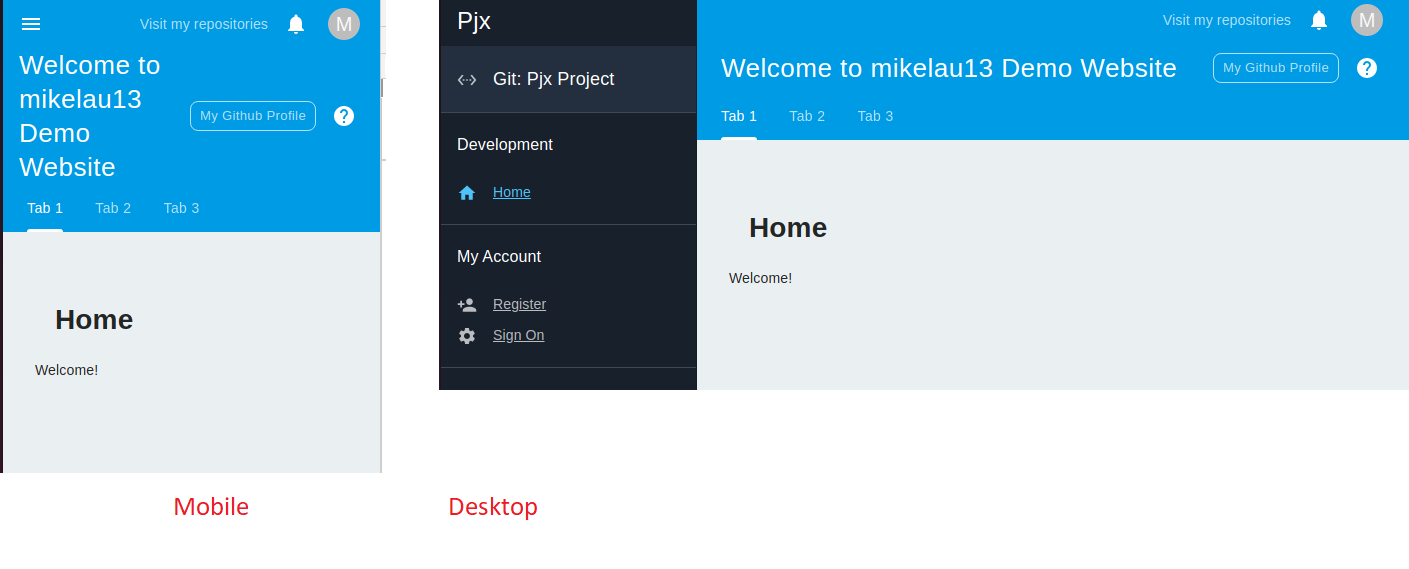 Visit my repositories
M
Welcome to
mikelau13
Demo
Website
My Github Profile
?
Tab 1
Tab 2
Tab 3
Home
Welcome!
Mobile
Pjx
Git: Pjx Project
Development
Home
My Account
Register
Sign On
Visit my repositories
M
Welcome to mikelau13 Demo Website
My Github Profile
?
Tab 1
Tab 2
Tab 3
Home
Welcome!
Desktop